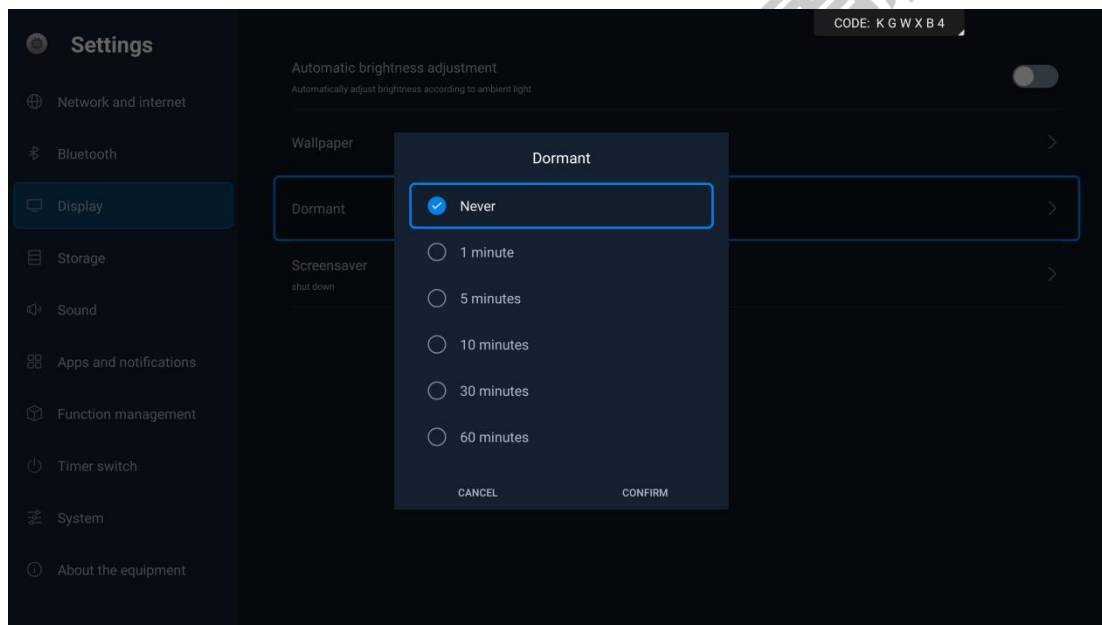 CODE: K G W X B 4
Settings
Network and internet
Bluetooth
Display
Storage
Sound
Apps and notifications
Function management
Timer switch
System
About the equipment
Automatic brightness adjustment
Automatically adjust brightness according to ambient light
Wallpaper
Dormant
Screensaver
shut down
Dormant
Never
1 minute
5 minutes
10 minutes
30 minutes
60 minutes
CANCEL CONFIRM